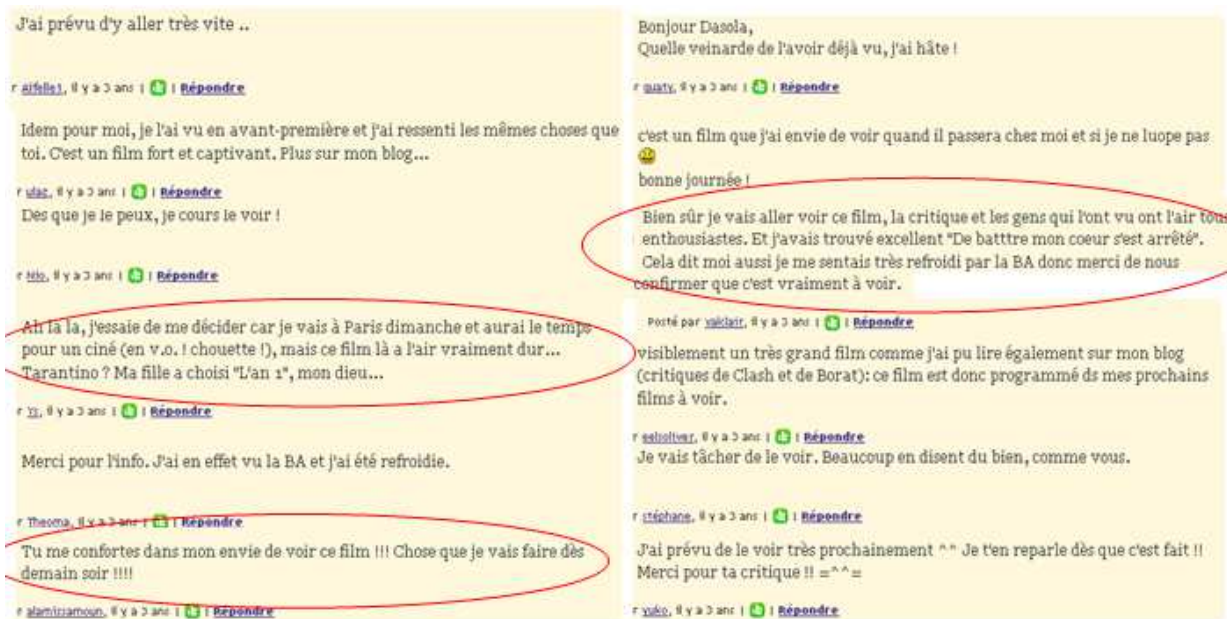 J'ai prévu d'y aller très vite ..
r Alfelle1, il y a 3 ans | | Répondre
Idem pour moi, je l'ai vu en avant-première et j'ai ressenti les mêmes choses que
toi. C'est un film fort et captivant. Plus sur mon blog...
il y a 3 ans | | Répondre
Dès que je le peux, je cours le voir !
il y a 3 ans | | Répondre
Ah la la, j'essaie de me décider car je vais à Paris dimanche et aurai le temps
pour un ciné (en v.o. ! chouette !), mais ce film là a l'air vraiment dur...
Tarantino ? Ma fille a choisi "L'an 1", mon dieu...
r Ys, il y a 3 ans | | Répondre
Merci pour l'info. J'ai en effet vu la BA et j'ai été refroidie.
r Theoma, il y a 3 ans | | Répondre
Tu me confortes dans mon envie de voir ce film !!! Chose que je vais faire dès
demain soir !!!!
r alamissamoun, il y a 3 ans | | Répondre
Bonjour Dasola,
Quelle veinarde de l'avoir déjà vu, j'ai hâte !
il y a 3 ans | | Répondre
c'est un film que j'ai envie de voir quand il passera chez moi et si je ne luope pas
bonne journée !
Bien sûr je vais aller voir ce film, la critique et les gens qui l'ont vu ont l'air tous
enthousiastes. Et j'avais trouvé excellent "De batttre mon coeur s'est arrêté".
Cela dit moi aussi je me sentais très refroidi par la BA donc merci de nous
confirmer que c'est vraiment à voir.
Posté par valclair, il y a 3 ans | | Répondre
visiblement un très grand film comme j'ai pu lire également sur mon blog
(critiques de Clash et de Borat): ce film est donc programmé ds mes prochains
films à voir.
r eelsoliver, il y a 3 ans | | Répondre
Je vais tâcher de le voir. Beaucoup en disent du bien, comme vous.
r stéphane, il y a 3 ans | | Répondre
J'ai prévu de le voir très prochainement ^^ Je t'en reparle dès que c'est fait !!
Merci pour ta critique !! =^^=
r yuko, il y a 3 ans | | Répondre